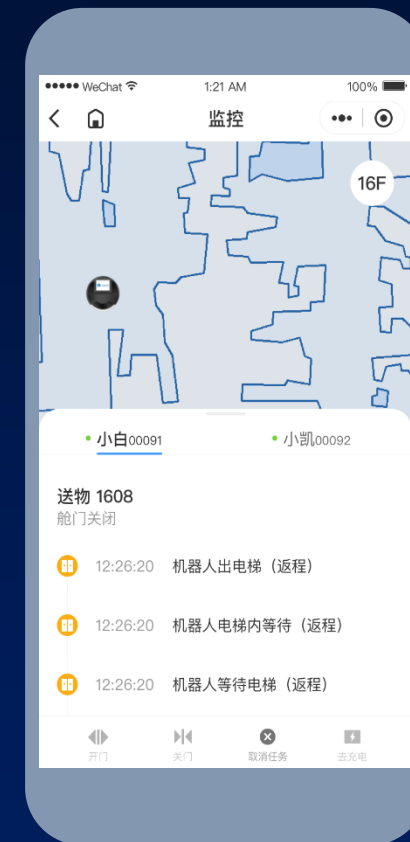 WeChat 1:21 AM 100%
监控
16F
小白00091 小凯00092
送物 1608
舱门关闭
12:26:20 机器人出电梯（返程）
12:26:20 机器人电梯内等待（返程）
12:26:20 机器人等待电梯（返程）
开门 关门 取消任务 去充电